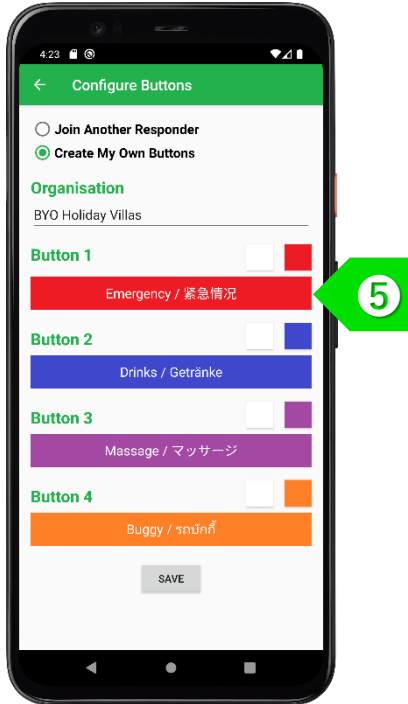 4:23
Configure Buttons
Join Another Responder
Create My Own Buttons
Organisation
BYO Holiday Villas
Button 1
Emergency / 紧急情况
5
Button 2
Drinks / Getränke
Button 3
Massage / マッサージ
Button 4
Buggy / รถบักกี้
SAVE